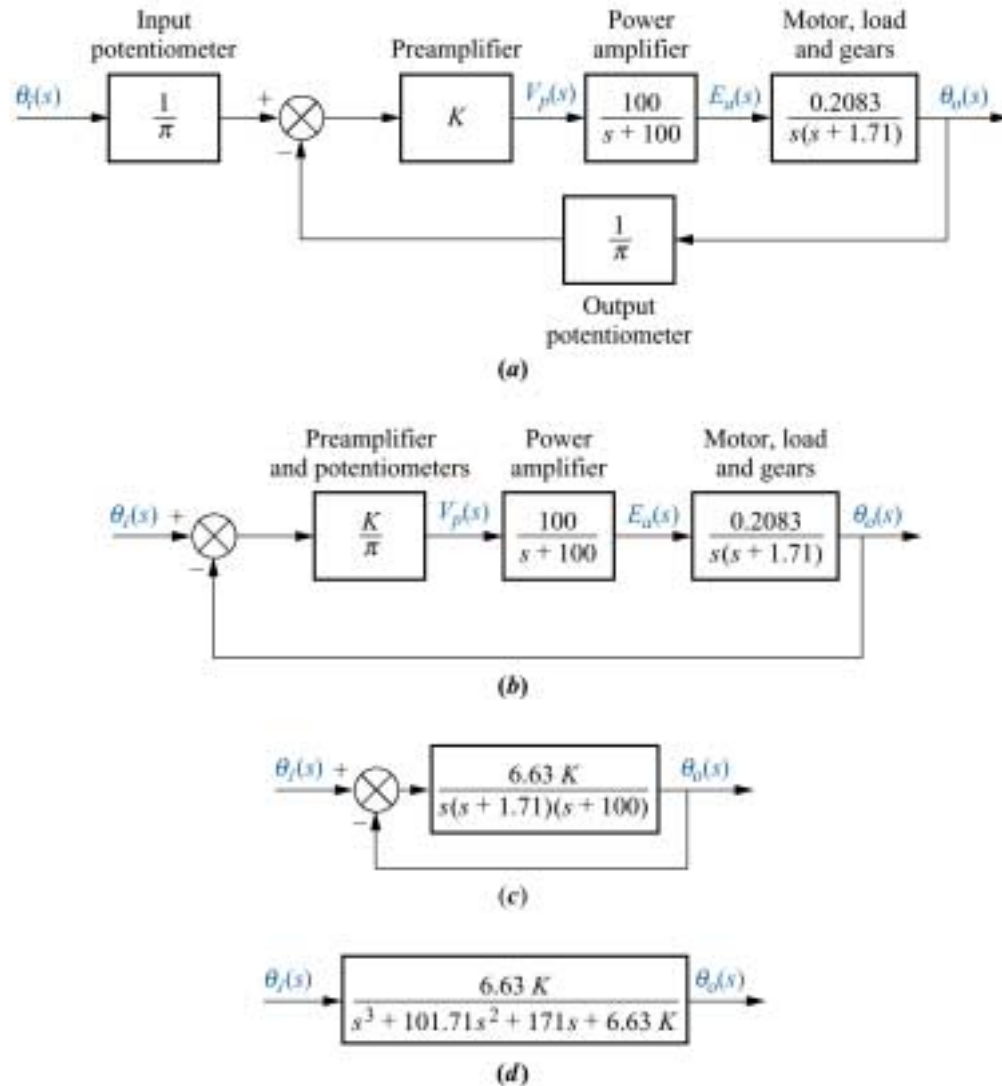 Input potentiometer
Preamplifier
Power amplifier
Motor, load and gears
θi(s)
1/π
+
−
K
Vp(s)
100/(s + 100)
Ea(s)
0.2083/(s(s + 1.71))
θo(s)
1/π
Output potentiometer
(a)
Preamplifier and potentiometers
Power amplifier
Motor, load and gears
θi(s)
+
−
K/π
Vp(s)
100/(s + 100)
Ea(s)
0.2083/(s(s + 1.71))
θo(s)
(b)
θi(s)
+
−
6.63 K/(s(s + 1.71)(s + 100))
θo(s)
(c)
θi(s)
6.63 K/(s³ + 101.71s² + 171s + 6.63 K)
θo(s)
(d)